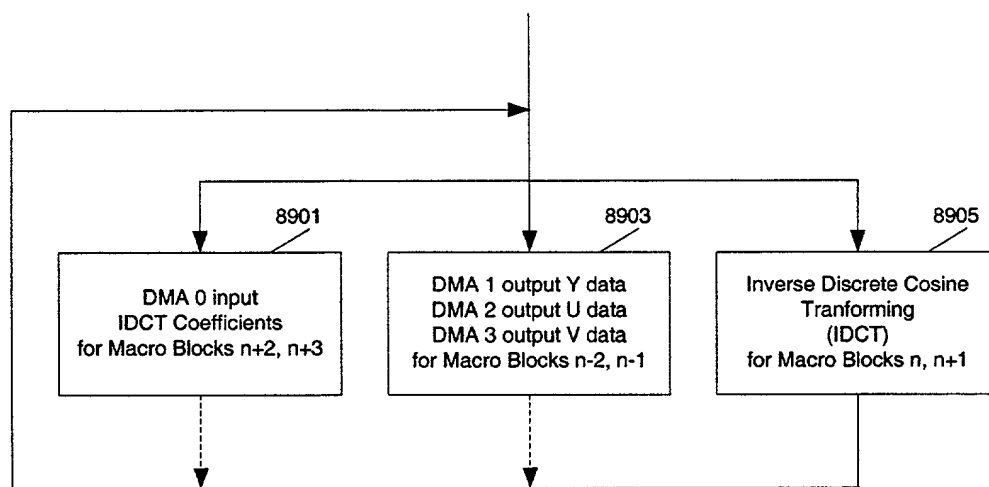 8901
8903
8905
DMA 0 input
IDCT Coefficients
for Macro Blocks n+2, n+3
DMA 1 output Y data
DMA 2 output U data
DMA 3 output V data
for Macro Blocks n-2, n-1
Inverse Discrete Cosine
Tranforming
(IDCT)
for Macro Blocks n, n+1